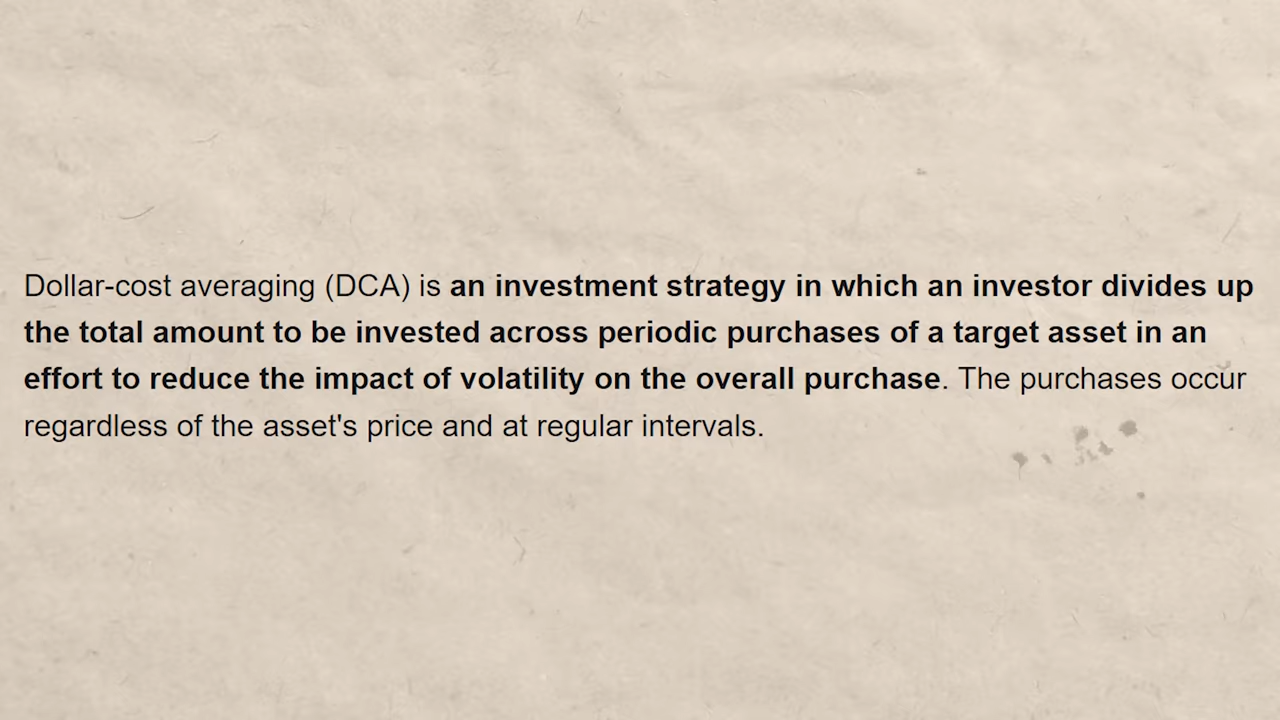 Dollar-cost averaging (DCA) is an investment strategy in which an investor divides up
the total amount to be invested across periodic purchases of a target asset in an
effort to reduce the impact of volatility on the overall purchase. The purchases occur
regardless of the asset's price and at regular intervals.